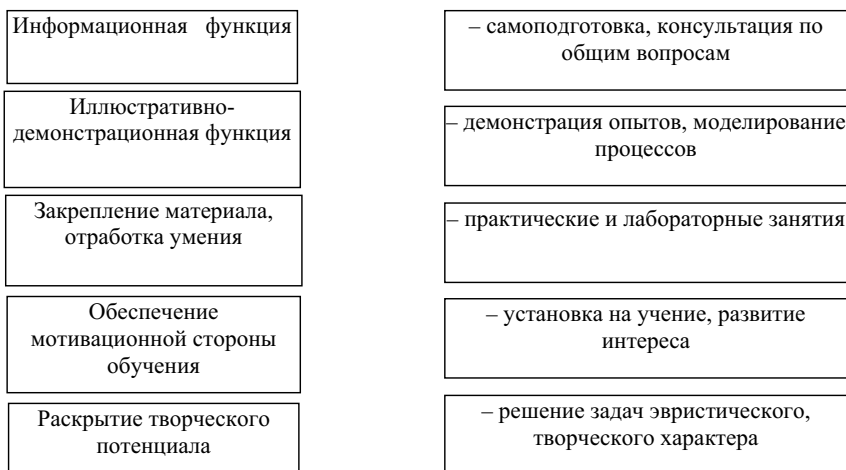 Информационная функция
– самоподготовка, консультация по
общим вопросам
Иллюстративно-
демонстрационная функция
– демонстрация опытов, моделирование
процессов
Закрепление материала,
отработка умения
– практические и лабораторные занятия
Обеспечение
мотивационной стороны
обучения
– установка на учение, развитие
интереса
Раскрытие творческого
потенциала
– решение задач эвристического,
творческого характера